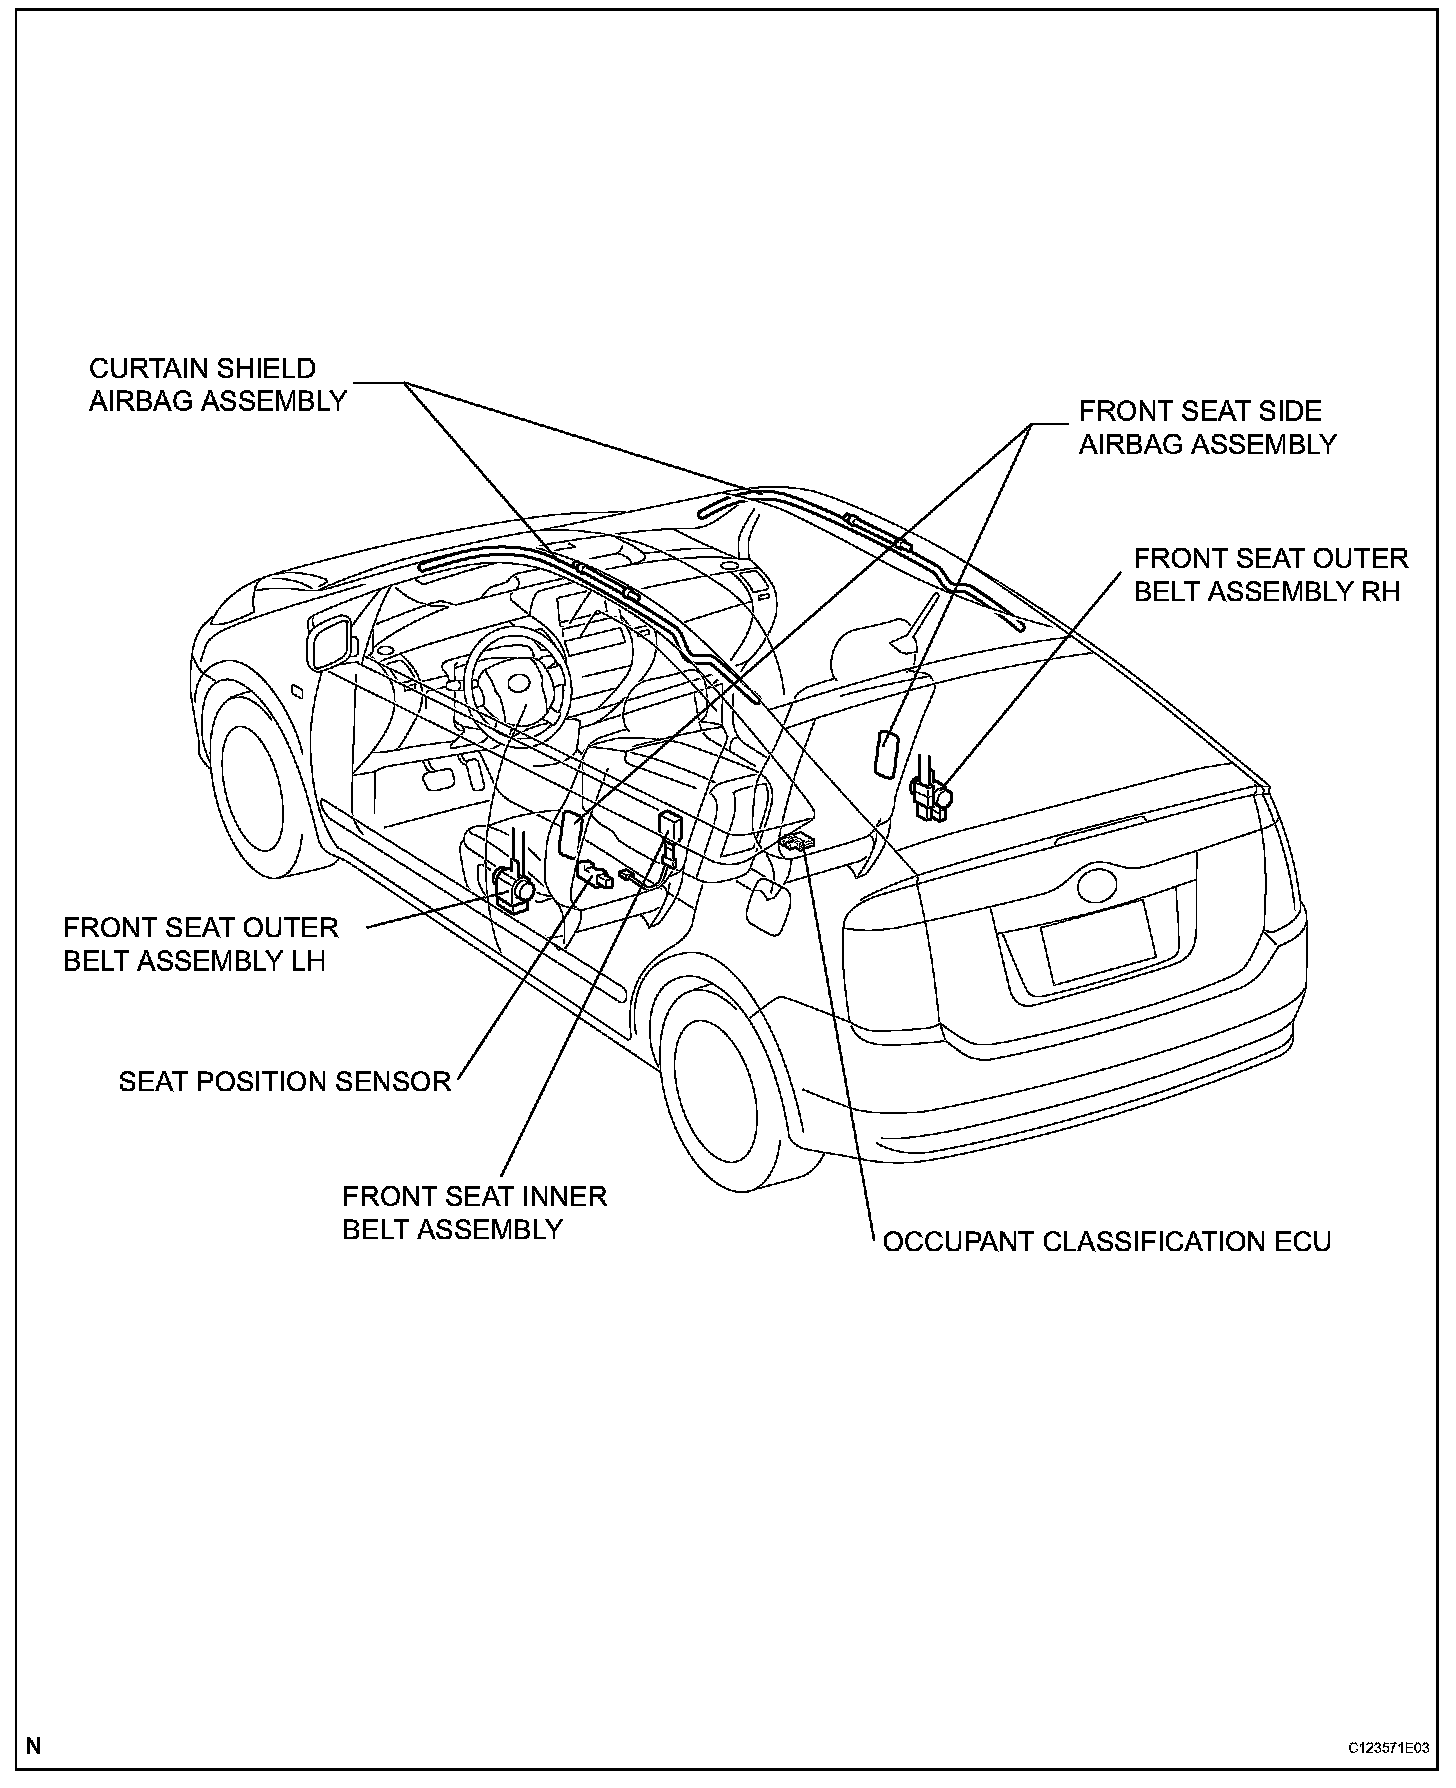 CURTAIN SHIELD
AIRBAG ASSEMBLY
FRONT SEAT SIDE
AIRBAG ASSEMBLY
FRONT SEAT OUTER
BELT ASSEMBLY RH
FRONT SEAT OUTER
BELT ASSEMBLY LH
SEAT POSITION SENSOR
FRONT SEAT INNER
BELT ASSEMBLY
OCCUPANT CLASSIFICATION ECU
N
C123571E03